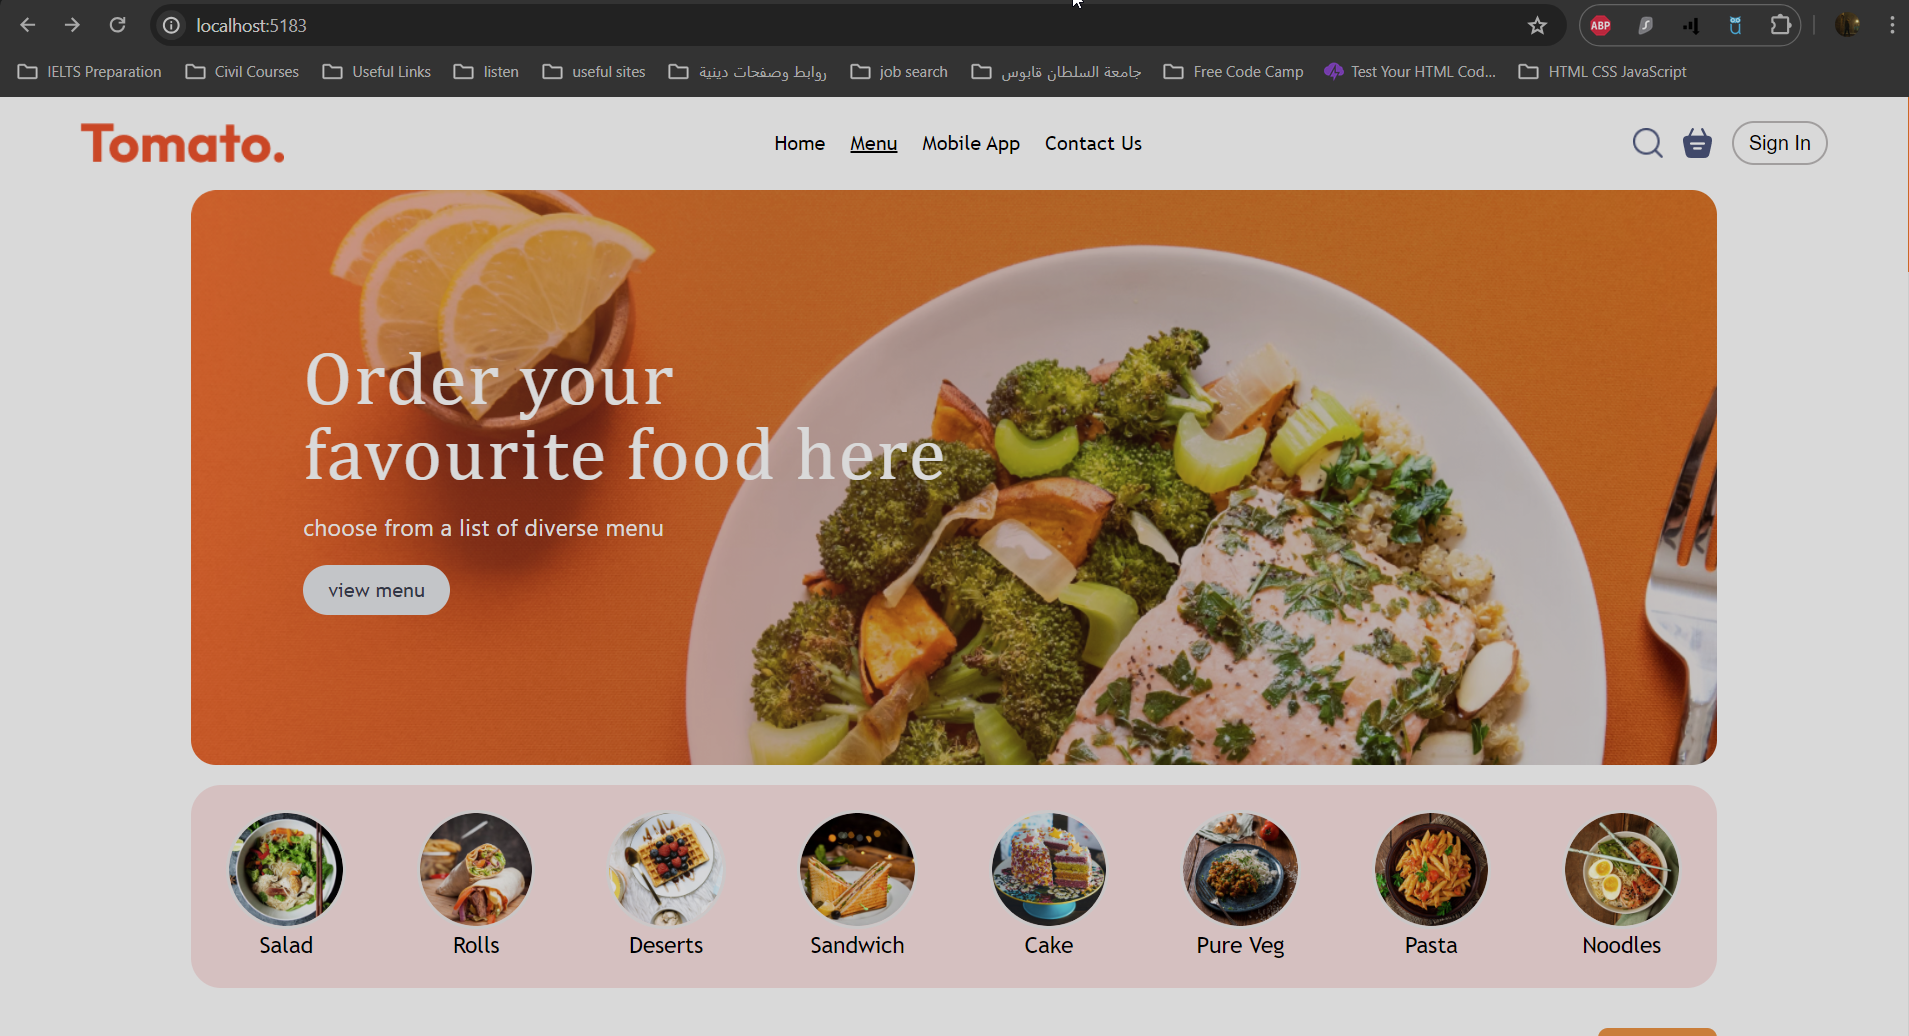 localhost:5183
ABP
IELTS Preparation
Civil Courses
Useful Links
listen
useful sites
روابط وصفحات دينية
job search
جامعة السلطان قابوس
Free Code Camp
Test Your HTML Cod...
HTML CSS JavaScript
Tomato.
Home
Menu
Mobile App
Contact Us
Sign In
Order your
favourite food here
choose from a list of diverse menu
view menu
Salad
Rolls
Deserts
Sandwich
Cake
Pure Veg
Pasta
Noodles